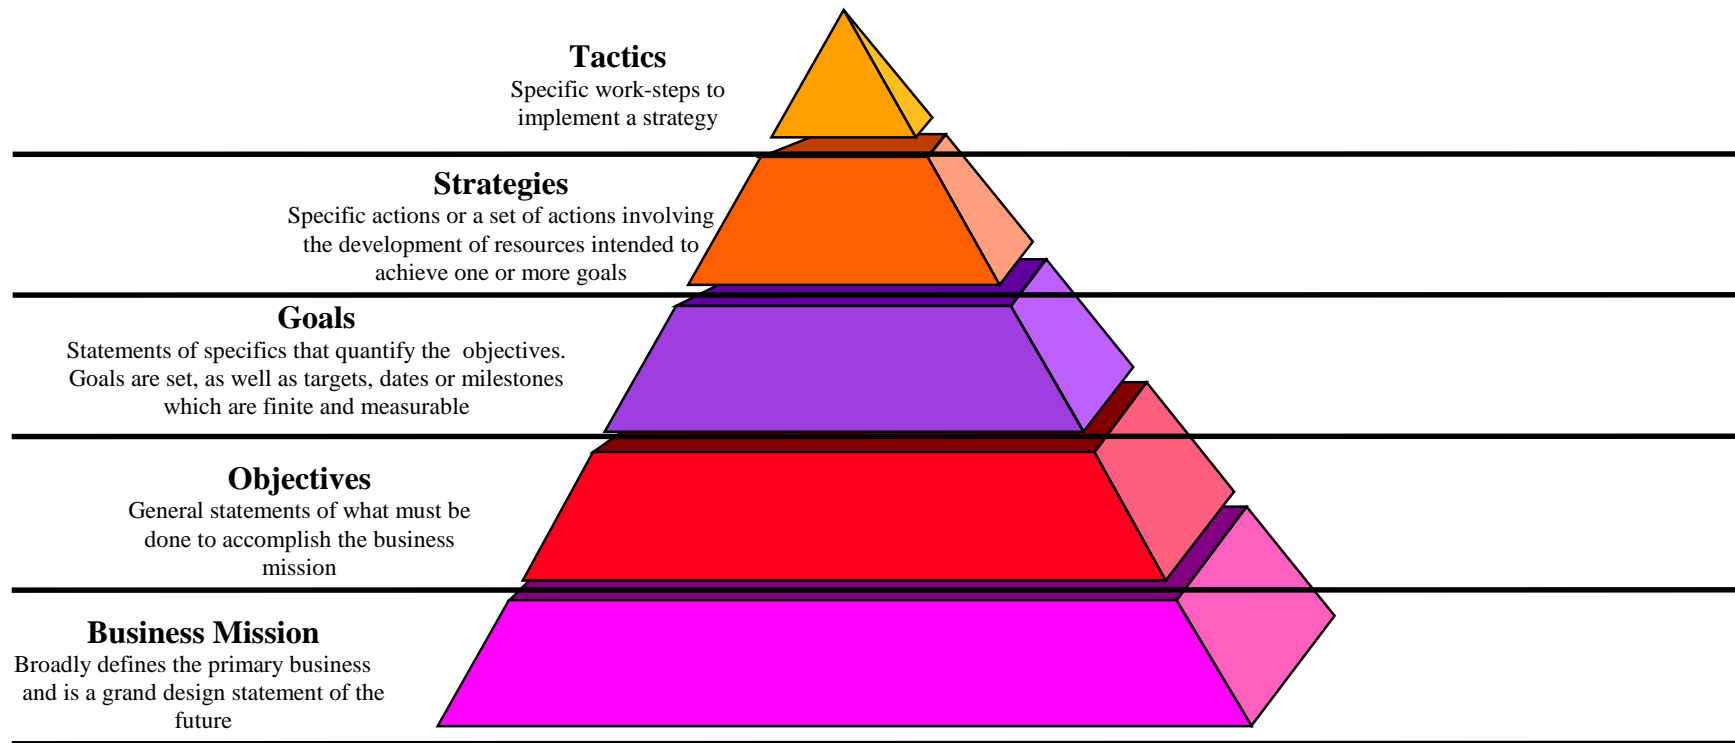 Tactics
Specific work-steps to
implement a strategy
Strategies
Specific actions or a set of actions involving
the development of resources intended to
achieve one or more goals
Goals
Statements of specifics that quantify the  objectives.
Goals are set, as well as targets, dates or milestones
which are finite and measurable
Objectives
General statements of what must be
done to accomplish the business
mission
Business Mission
Broadly defines the primary business
and is a grand design statement of the
future